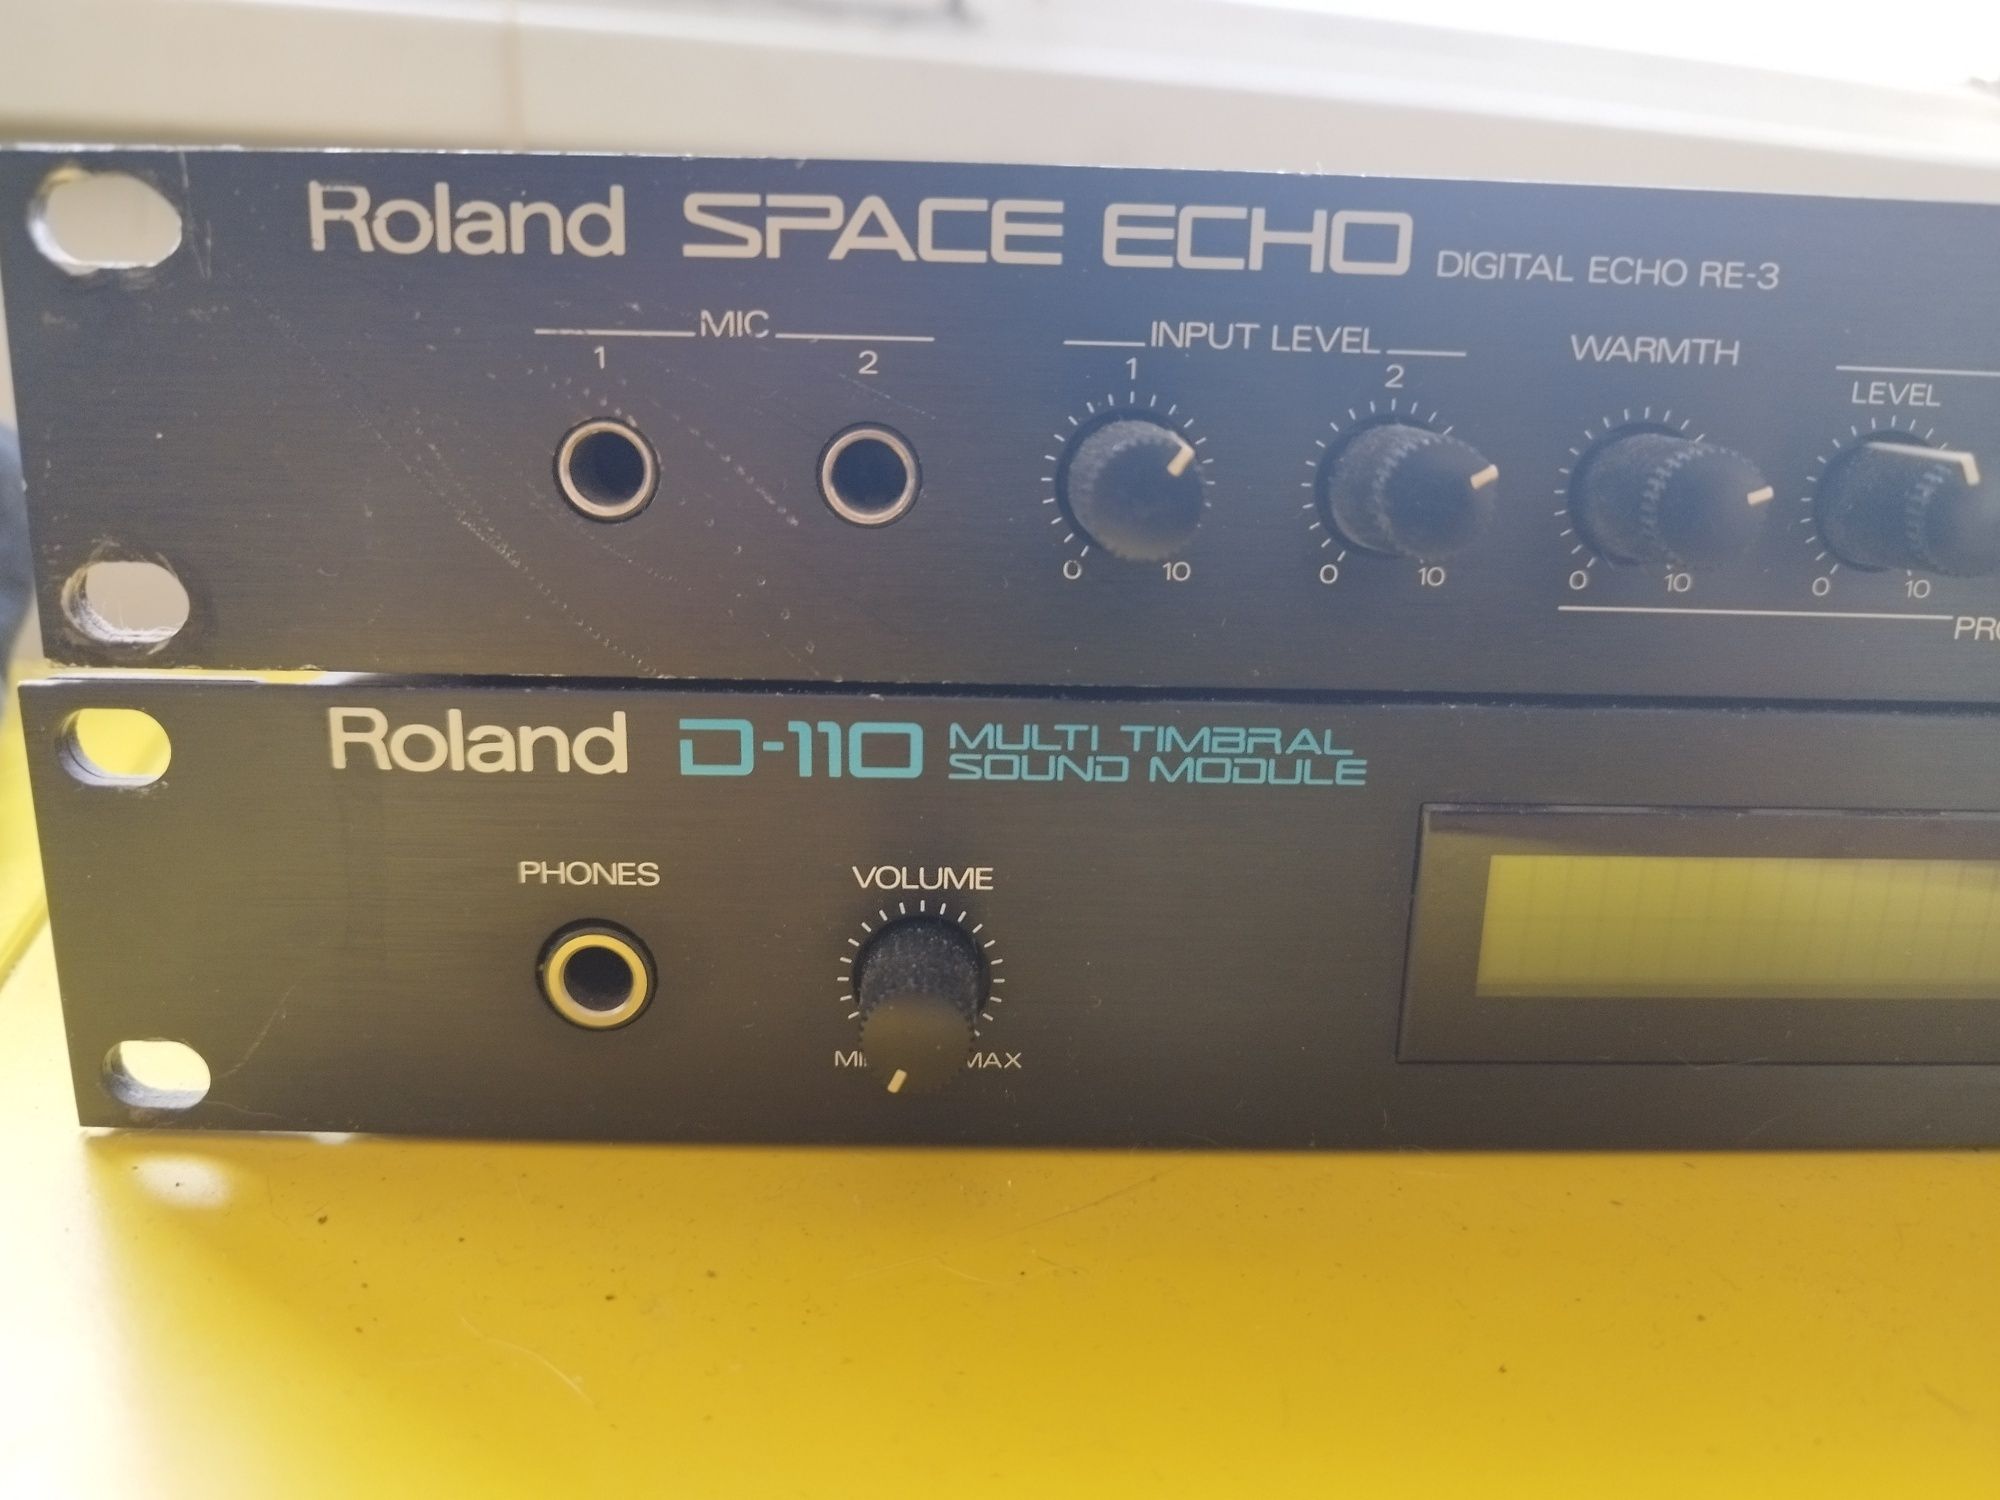 Roland SPACE ECHO DIGITAL ECHO RE-3
MIC
1 2
INPUT LEVEL
1 2
WARMTH
LEVEL
0 10 0 10 0 10 0 10
Roland D-110 MULTI TIMBRAL
SOUND MODULE
PHONES
VOLUME
MAX